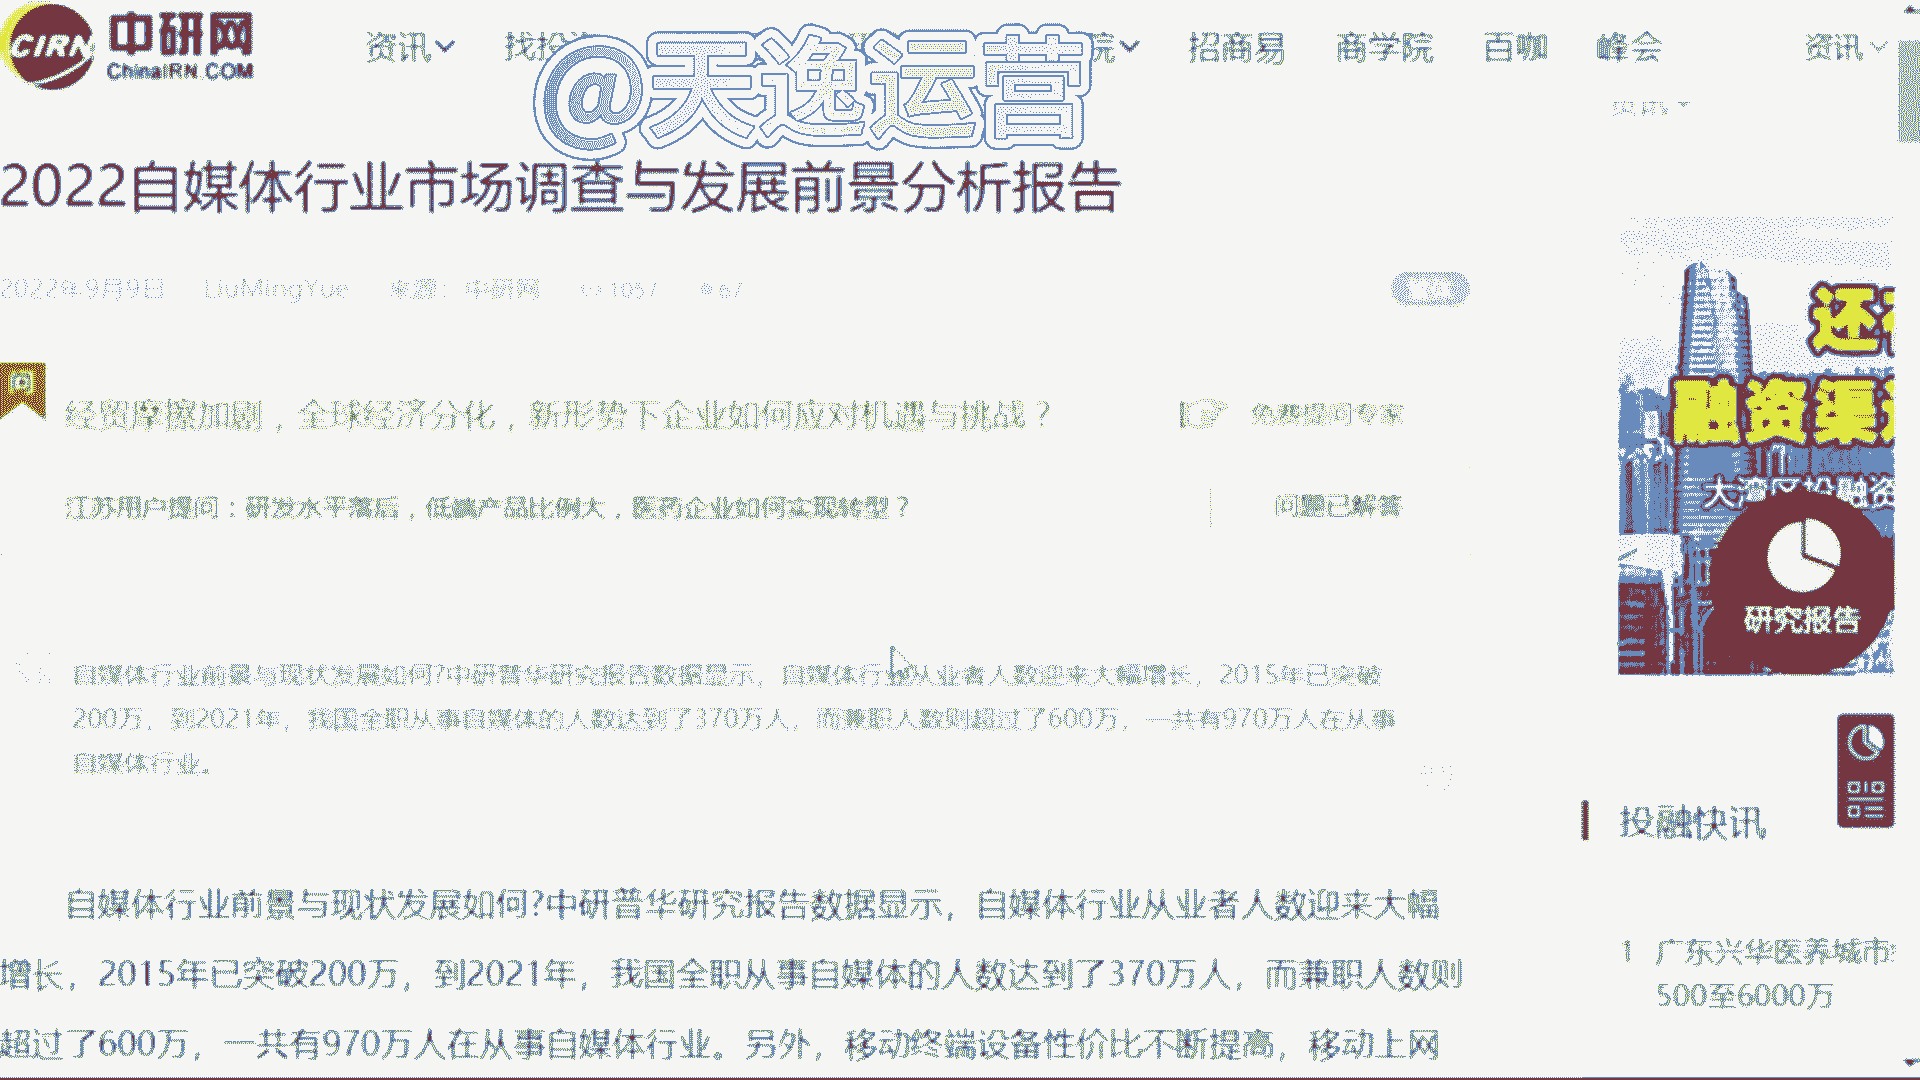 CIRN 中研网
ChinaIRN.COM
资讯 找投
院 招商易 商学院 百咖 峰会 资讯
@天逸运营
2022自媒体行业市场调查与发展前景分析报告
2022年9月9日 LiuMingYue 来源：中研网 1057 67
经贸摩擦加剧，全球经济分化，新形势下企业如何应对机遇与挑战？ 免费提问专家
江苏用户提问：研发水平落后，低端产品比例大，医药企业如何实现转型？ 问题已解答
自媒体行业前景与现状发展如何?中研普华研究报告数据显示，自媒体行业从业者人数迎来大幅增长，2015年已突破
200万，到2021年，我国全职从事自媒体的人数达到了370万人，而兼职人数则超过了600万，一共有970万人在从事
自媒体行业。
自媒体行业前景与现状发展如何?中研普华研究报告数据显示，自媒体行业从业者人数迎来大幅
增长，2015年已突破200万，到2021年，我国全职从事自媒体的人数达到了370万人，而兼职人数则
超过了600万，一共有970万人在从事自媒体行业。另外，移动终端设备性价比不断提高，移动上网
还
融资渠
大湾区投融资
研究报告
投融快讯
1 广东兴华医养城市
500至6000万